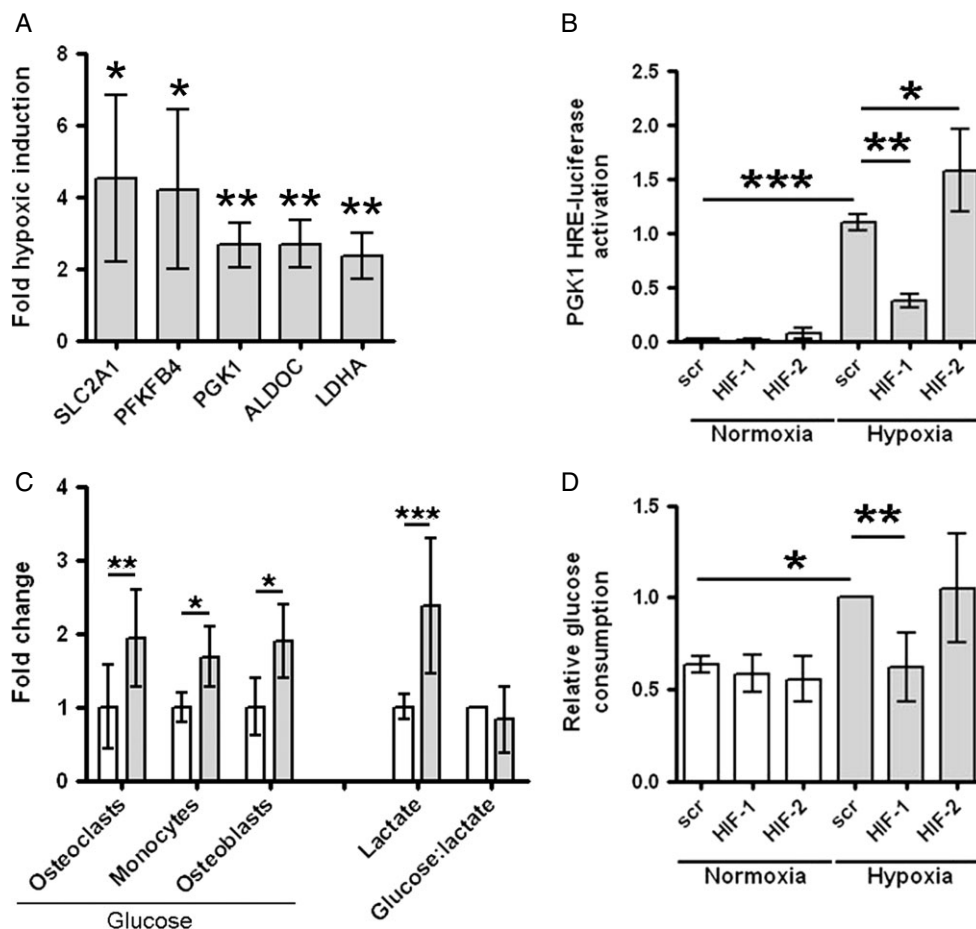 A
Fold hypoxic induction
8
6
4
2
0
*
*
**
**
**
SLC2A1
PFKFB4
PGK1
ALDOC
LDHA
B
PGK1 HRE-luciferase
activation
2.5
2.0
1.5
1.0
0.5
0.0
***
**
*
scr
HIF-1
HIF-2
scr
HIF-1
HIF-2
Normoxia
Hypoxia
C
Fold change
4
3
2
1
0
**
*
*
***
Osteoclasts
Monocytes
Osteoblasts
Lactate
Glucose:lactate
Glucose
D
Relative glucose
consumption
1.5
1.0
0.5
0.0
*
**
scr
HIF-1
HIF-2
scr
HIF-1
HIF-2
Normoxia
Hypoxia